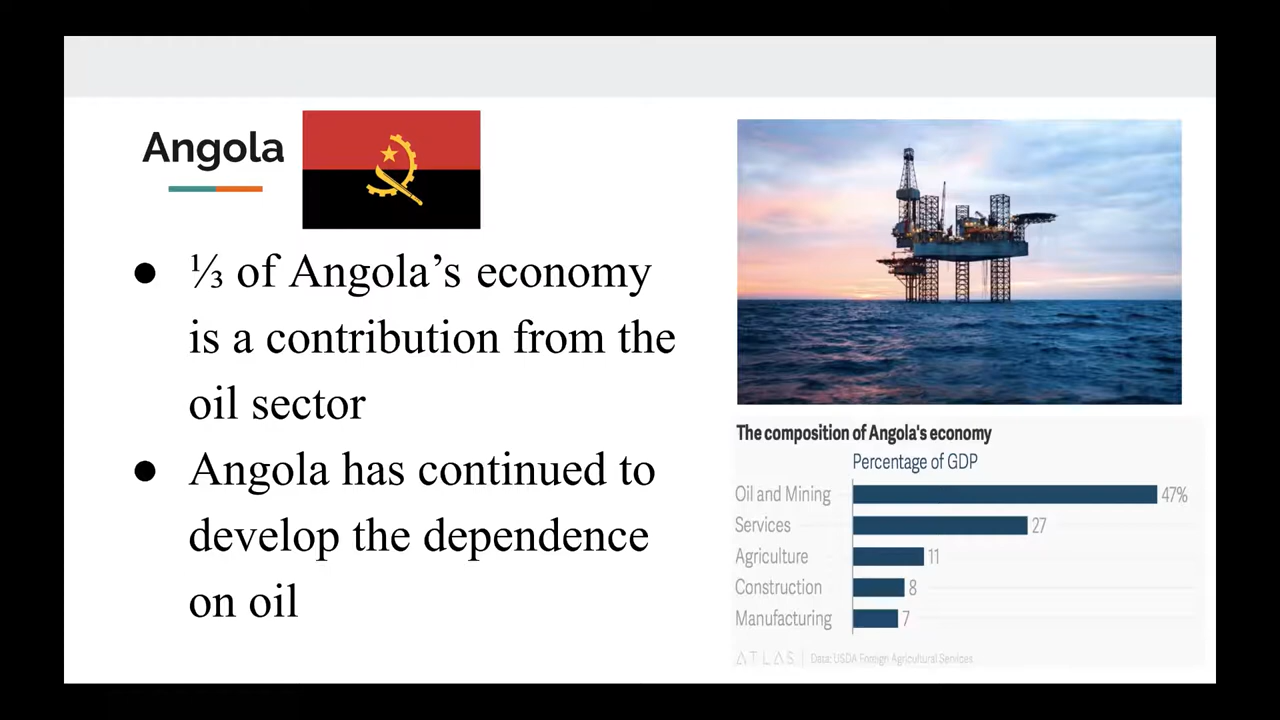 Angola
● ⅓ of Angola’s economy
is a contribution from the
oil sector
● Angola has continued to
develop the dependence
on oil
The composition of Angola's economy
Percentage of GDP
Oil and Mining 47%
Services 27
Agriculture 11
Construction 8
Manufacturing 7
ATLAS | Data: USDA Foreign Agricultural Services